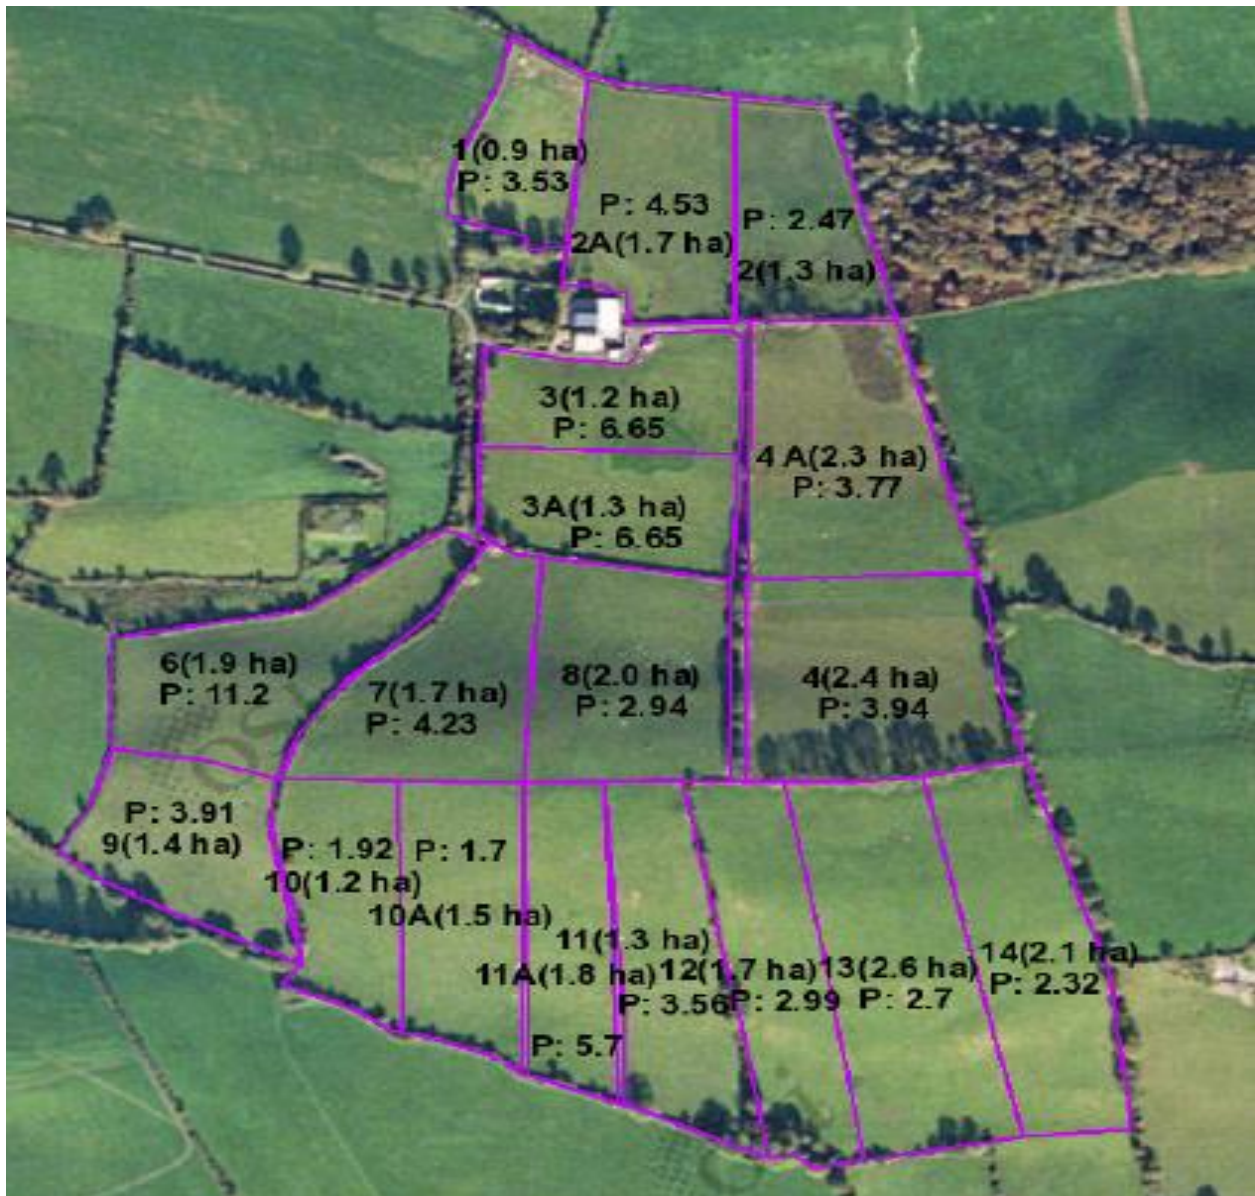 1(0.9 ha)
P: 3.53
P: 4.53
2A(1.7 ha)
P: 2.47
2(1.3 ha)
3(1.2 ha)
P: 6.65
4 A(2.3 ha)
P: 3.77
3A(1.3 ha)
P: 6.65
6(1.9 ha)
P: 11.2
7(1.7 ha)
P: 4.23
8(2.0 ha)
P: 2.94
4(2.4 ha)
P: 3.94
P: 3.91
9(1.4 ha)
P: 1.92
10(1.2 ha)
P: 1.7
10A(1.5 ha)
11(1.3 ha)
P: 3.56
11A(1.8 ha)
P: 5.7
12(1.7 ha)
P: 2.99
13(2.6 ha)
P: 2.7
14(2.1 ha)
P: 2.32